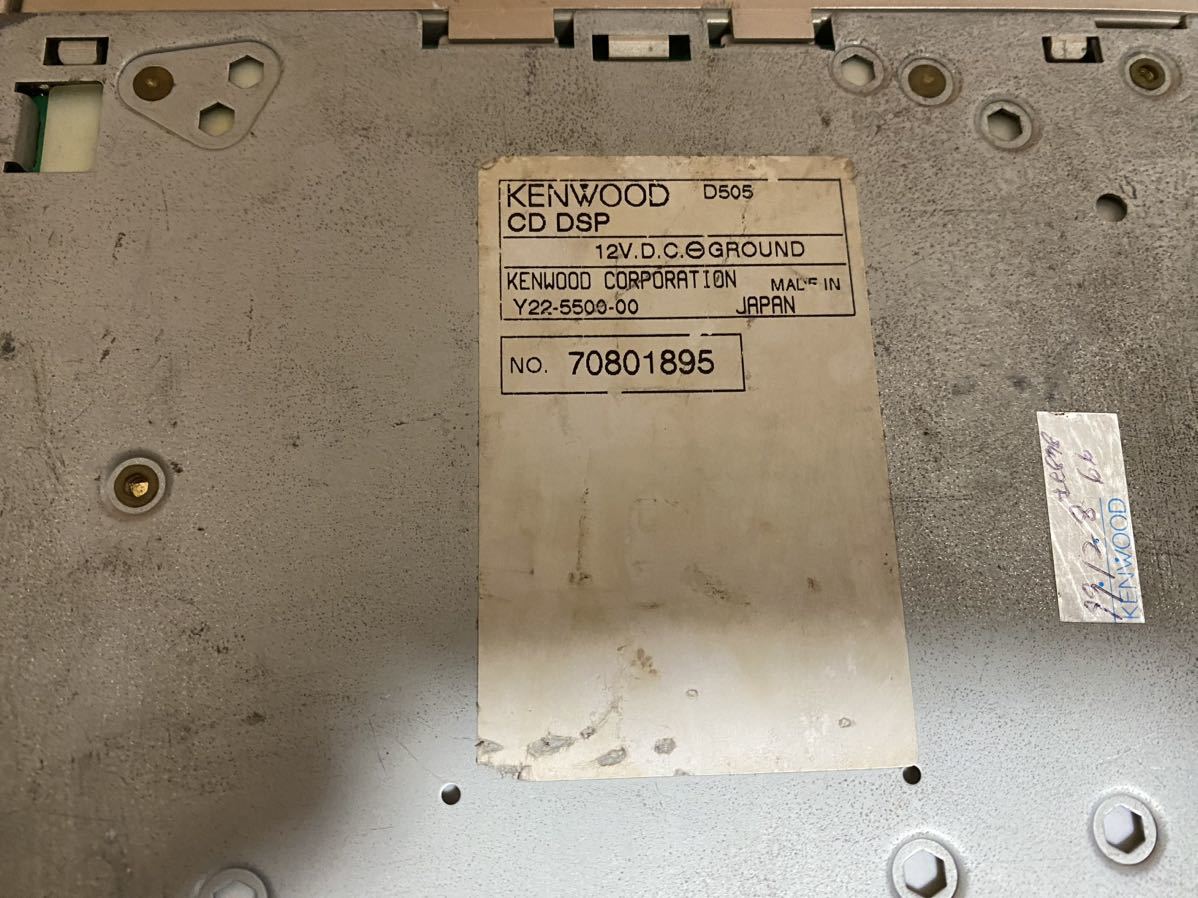 KENWOOD D505
CD DSP
12V.D.C.⊖GROUND
KENWOOD CORPORATION MADE IN
Y22-5500-00 JAPAN
NO. 70801895
KENWOOD